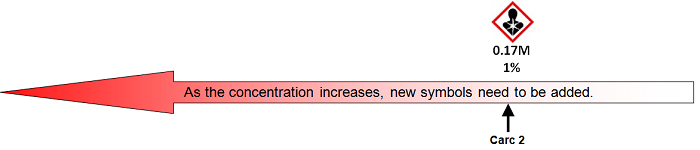 0.17M
1%
As the concentration increases, new symbols need to be added.
Carc 2